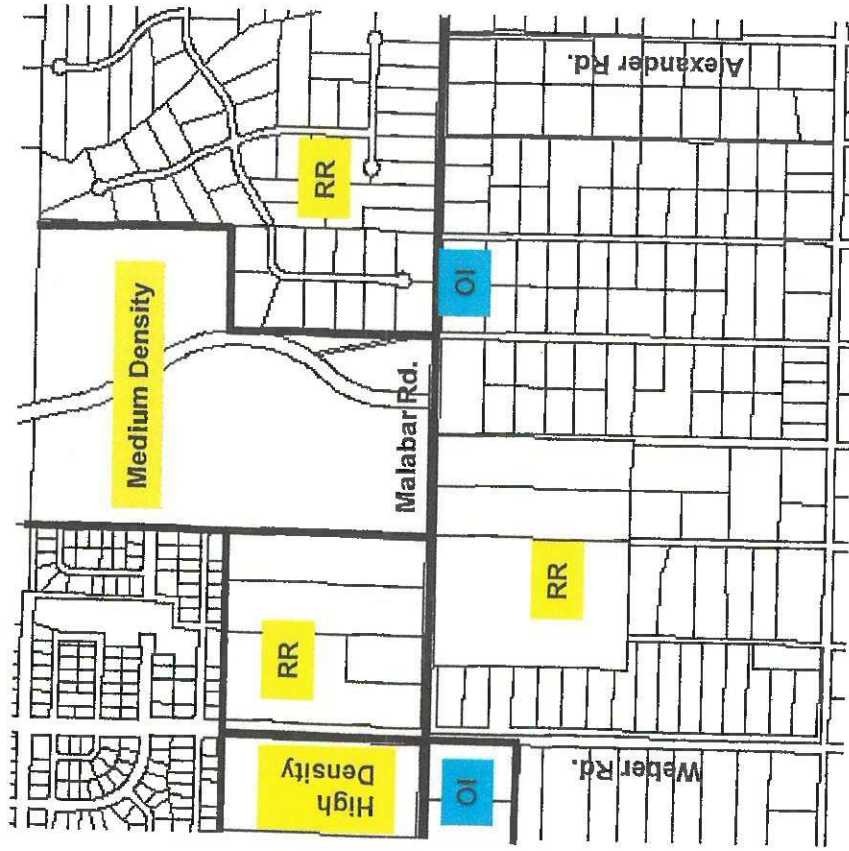 Alexander Rd.
RR
Medium Density
OI
Malabar Rd.
RR
RR
High
Density
OI
Weber Rd.